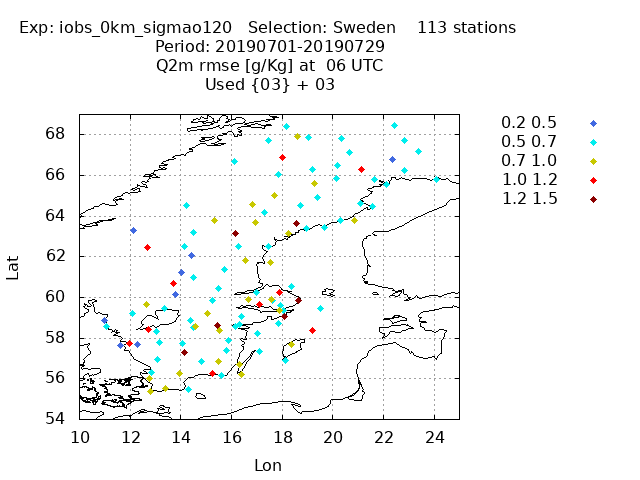 Exp: iobs_0km_sigmao120 Selection: Sweden 113 stations
Period: 20190701-20190729
Q2m rmse [g/Kg] at 06 UTC
Used {03} + 03
0.2 0.5
0.5 0.7
0.7 1.0
1.0 1.2
1.2 1.5
68
66
64
62
60
58
56
54
Lat
10 12 14 16 18 20 22 24
Lon